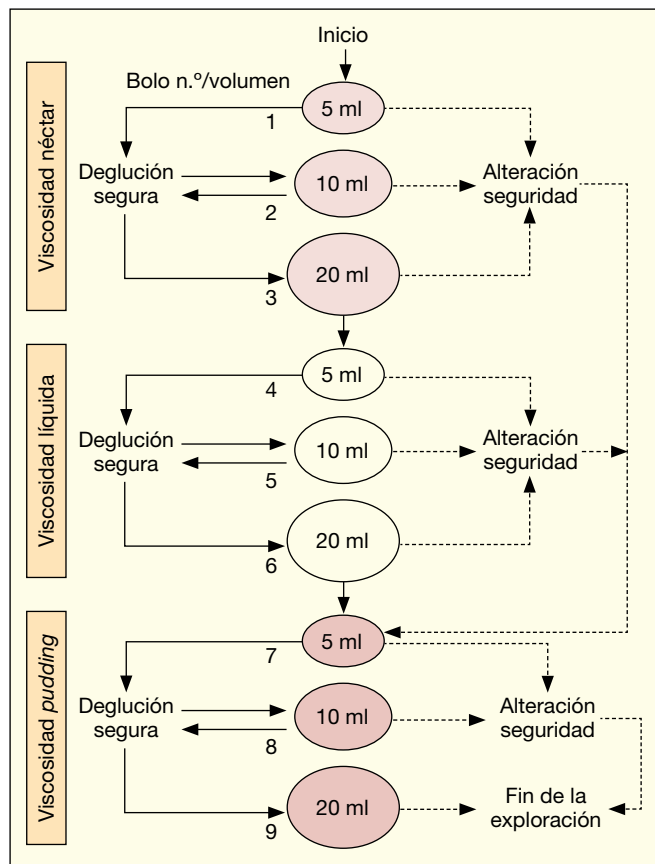 Inicio
Bolo n.º/volumen
Viscosidad néctar
1
5 ml
Deglución
segura
10 ml
2
Alteración
seguridad
20 ml
3
Viscosidad líquida
4
5 ml
Deglución
segura
10 ml
5
Alteración
seguridad
20 ml
6
Viscosidad pudding
7
5 ml
Deglución
segura
10 ml
8
Alteración
seguridad
20 ml
9
Fin de la
exploración